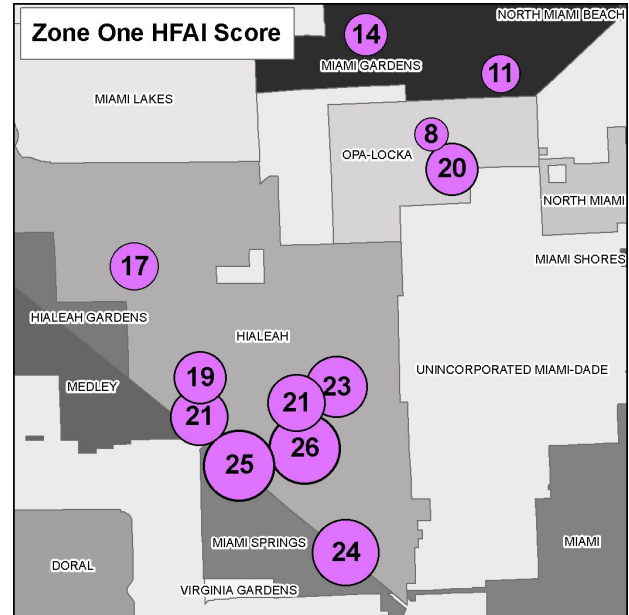 Zone One HFAI Score
NORTH MIAMI BEACH
14
MIAMI GARDENS
11
MIAMI LAKES
8
OPA-LOCKA
20
NORTH MIAMI
MIAMI SHORES
17
HIALEAH GARDENS
HIALEAH
UNINCORPORATED MIAMI-DADE
19
MEDLEY
23
21
21
26
25
MIAMI SPRINGS
MIAMI
24
DORAL
VIRGINIA GARDENS